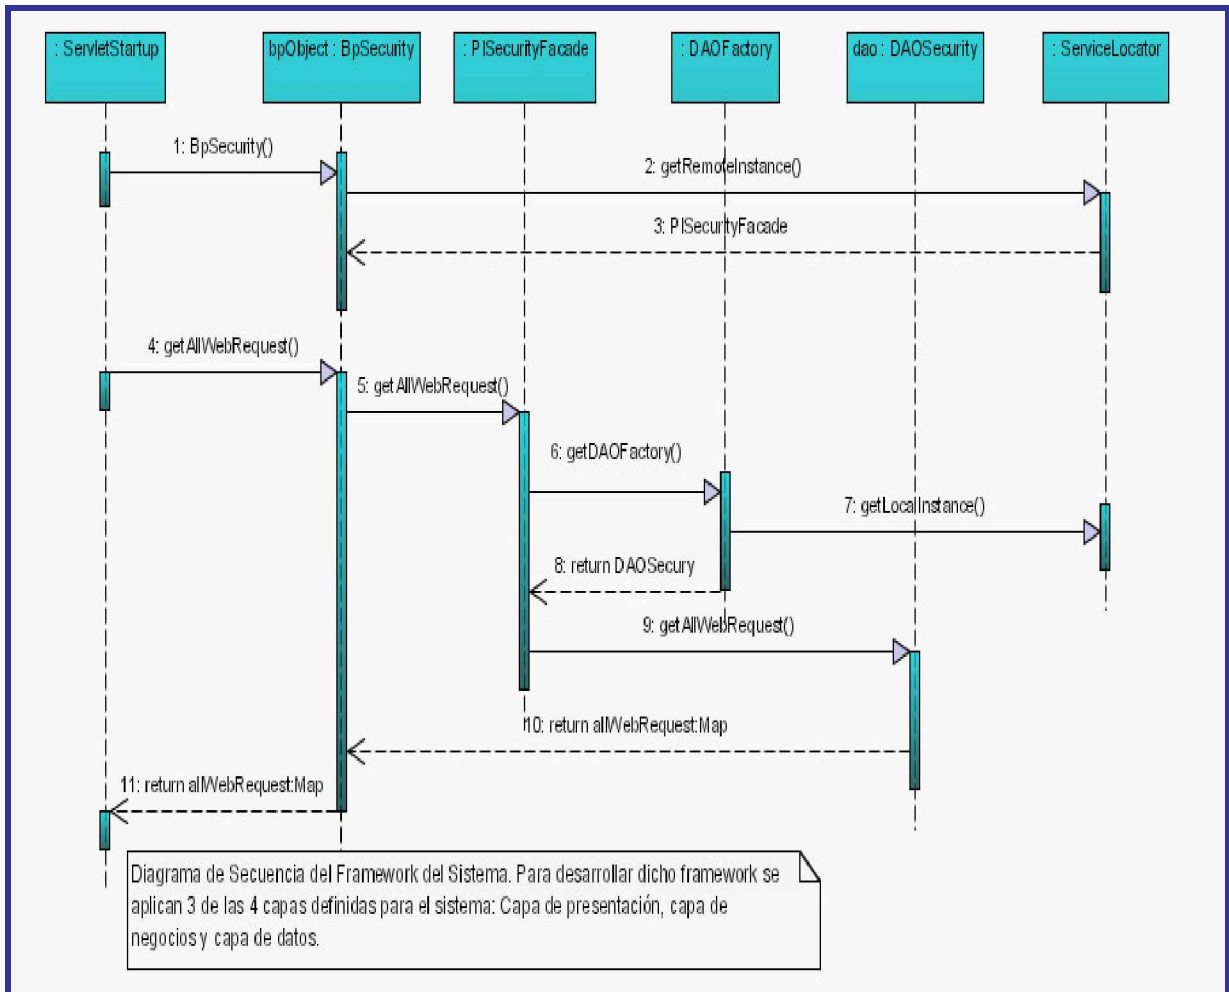 : ServletStartup
bpObject : BpSecurity
: PISecurityFacade
: DAOFactory
dao : DAOSecurity
: ServiceLocator
1: BpSecurity()
2: getRemoteInstance()
3: PISecurityFacade
4: getAllWebRequest()
5: getAllWebRequest()
6: getDAOFactory()
7: getLocalInstance()
8: return DAOSecury
9: getAllWebRequest()
10: return allWebRequest:Map
11: return allWebRequest:Map
Diagrama de Secuencia del Framework del Sistema. Para desarrollar dicho framework se
aplican 3 de las 4 capas definidas para el sistema: Capa de presentación, capa de
negocios y capa de datos.